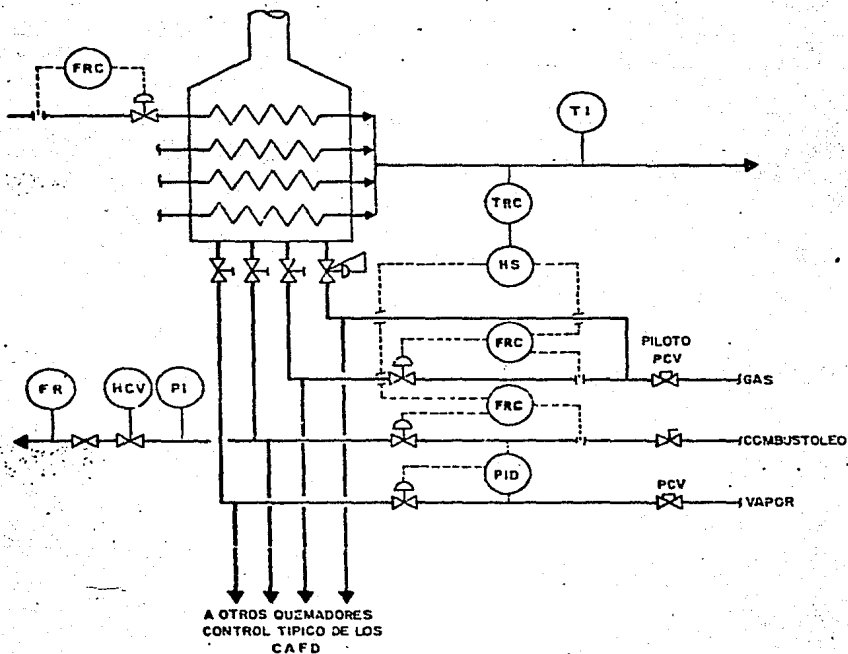 FRC
TI
TRC
HS
FRC
PILOTO
PCV
GAS
FR
HCV
PI
FRC
COMBUSTOLEO
PID
PCV
VAPOR
A OTROS QUEMADORES
CONTROL TIPICO DE LOS
CAFD